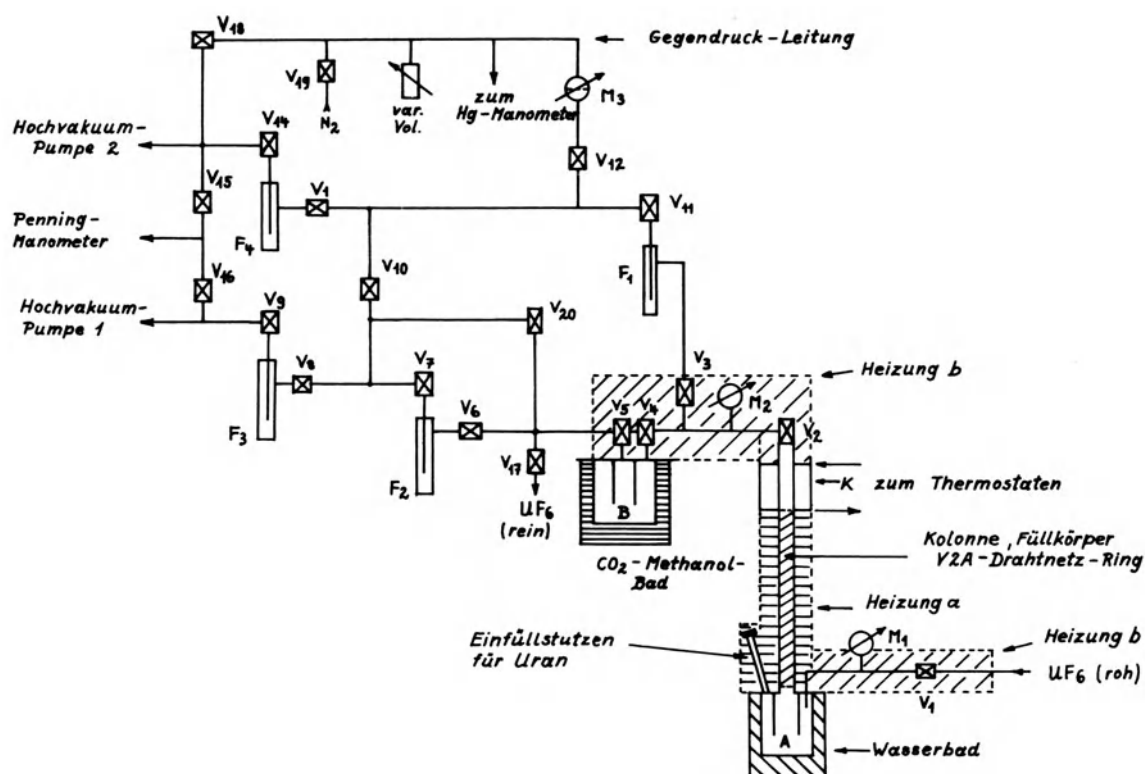 V18
Gegendruck-Leitung
V19
N2
var.
Vol.
zum
Hg-Manometer
M3
Hochvakuum-
Pumpe 2
V14
V12
V15
V1
V11
Penning-
Manometer
F4
F1
V16
V10
Hochvakuum-
Pumpe 1
V9
V20
V8
V7
V3
Heizung b
M2
V6
V5
V4
V2
F3
V17
F2
UF6
(rein)
B
K zum Thermostaten
CO2-Methanol-
Bad
Kolonne, Füllkörper
V2A-Drahtnetz-Ring
Heizung a
Einfüllstutzen
für Uran
M1
Heizung b
UF6 (roh)
V1
A
Wasserbad